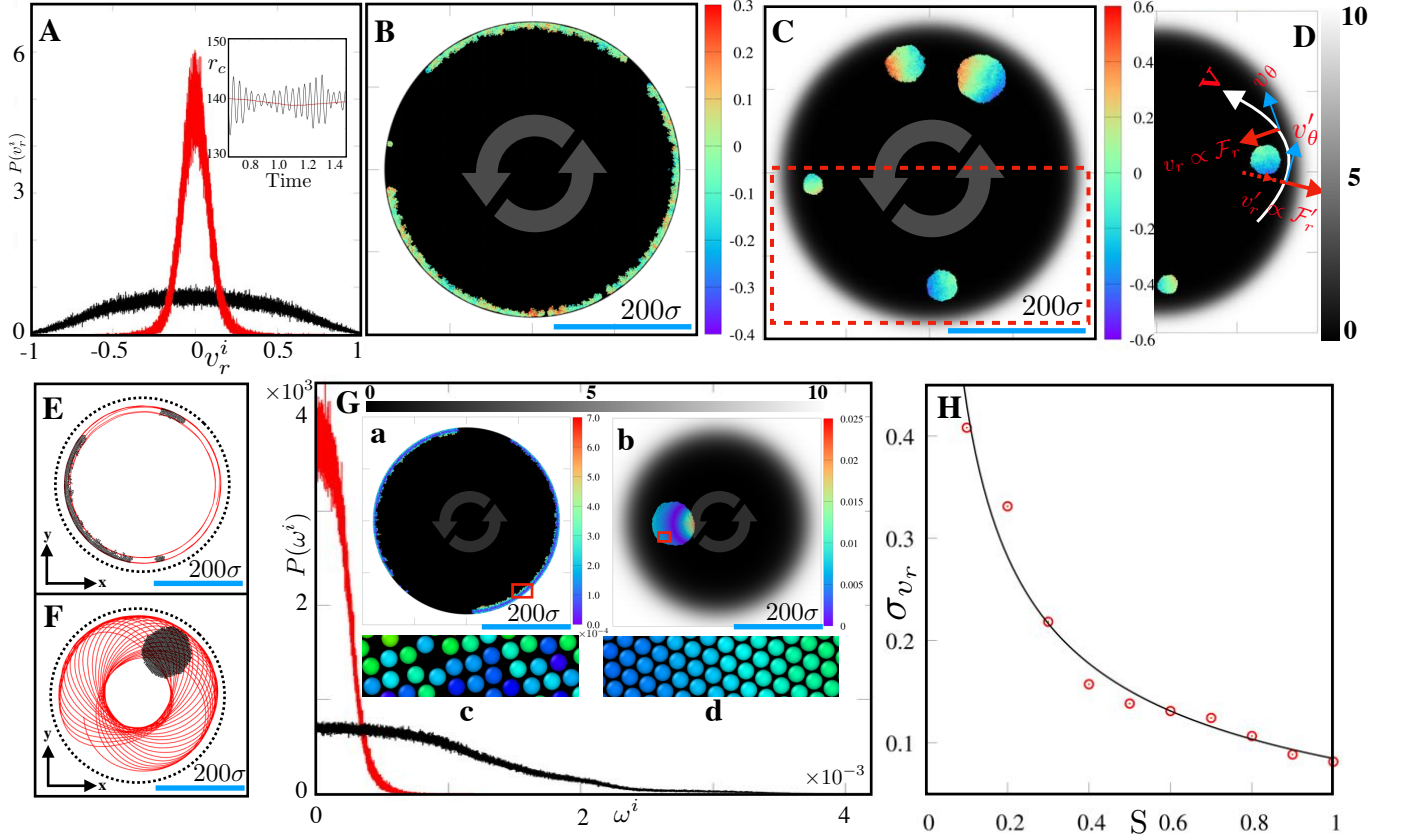 A
6
3
0
P(v_r^i)
-1
-0.5
0
0.5
1
v_r^i
150
140
130
r_c
0.8
1.0
1.2
1.4
Time
B
200σ
0.3
0.2
0.1
0
-0.1
-0.2
-0.3
-0.4
C
200σ
0.6
0.4
0.2
0
-0.2
-0.4
-0.6
D
V
v_θ
v'_θ
v_r ∝ F_r
v'_r ∝ F'_r
10
5
0
E
y
x
200σ
F
y
x
200σ
G
×10^3
4
2
0
P(ω^i)
0
5
10
a
200σ
7.0
6.0
5.0
4.0
3.0
2.0
1.0
0.0
×10^-4
b
200σ
0.025
0.02
0.015
0.01
0.005
0
c
d
×10^-3
0
2
4
ω^i
H
0.4
0.3
0.2
0.1
σ_{v_r}
0
0.2
0.4
0.6
0.8
1
S